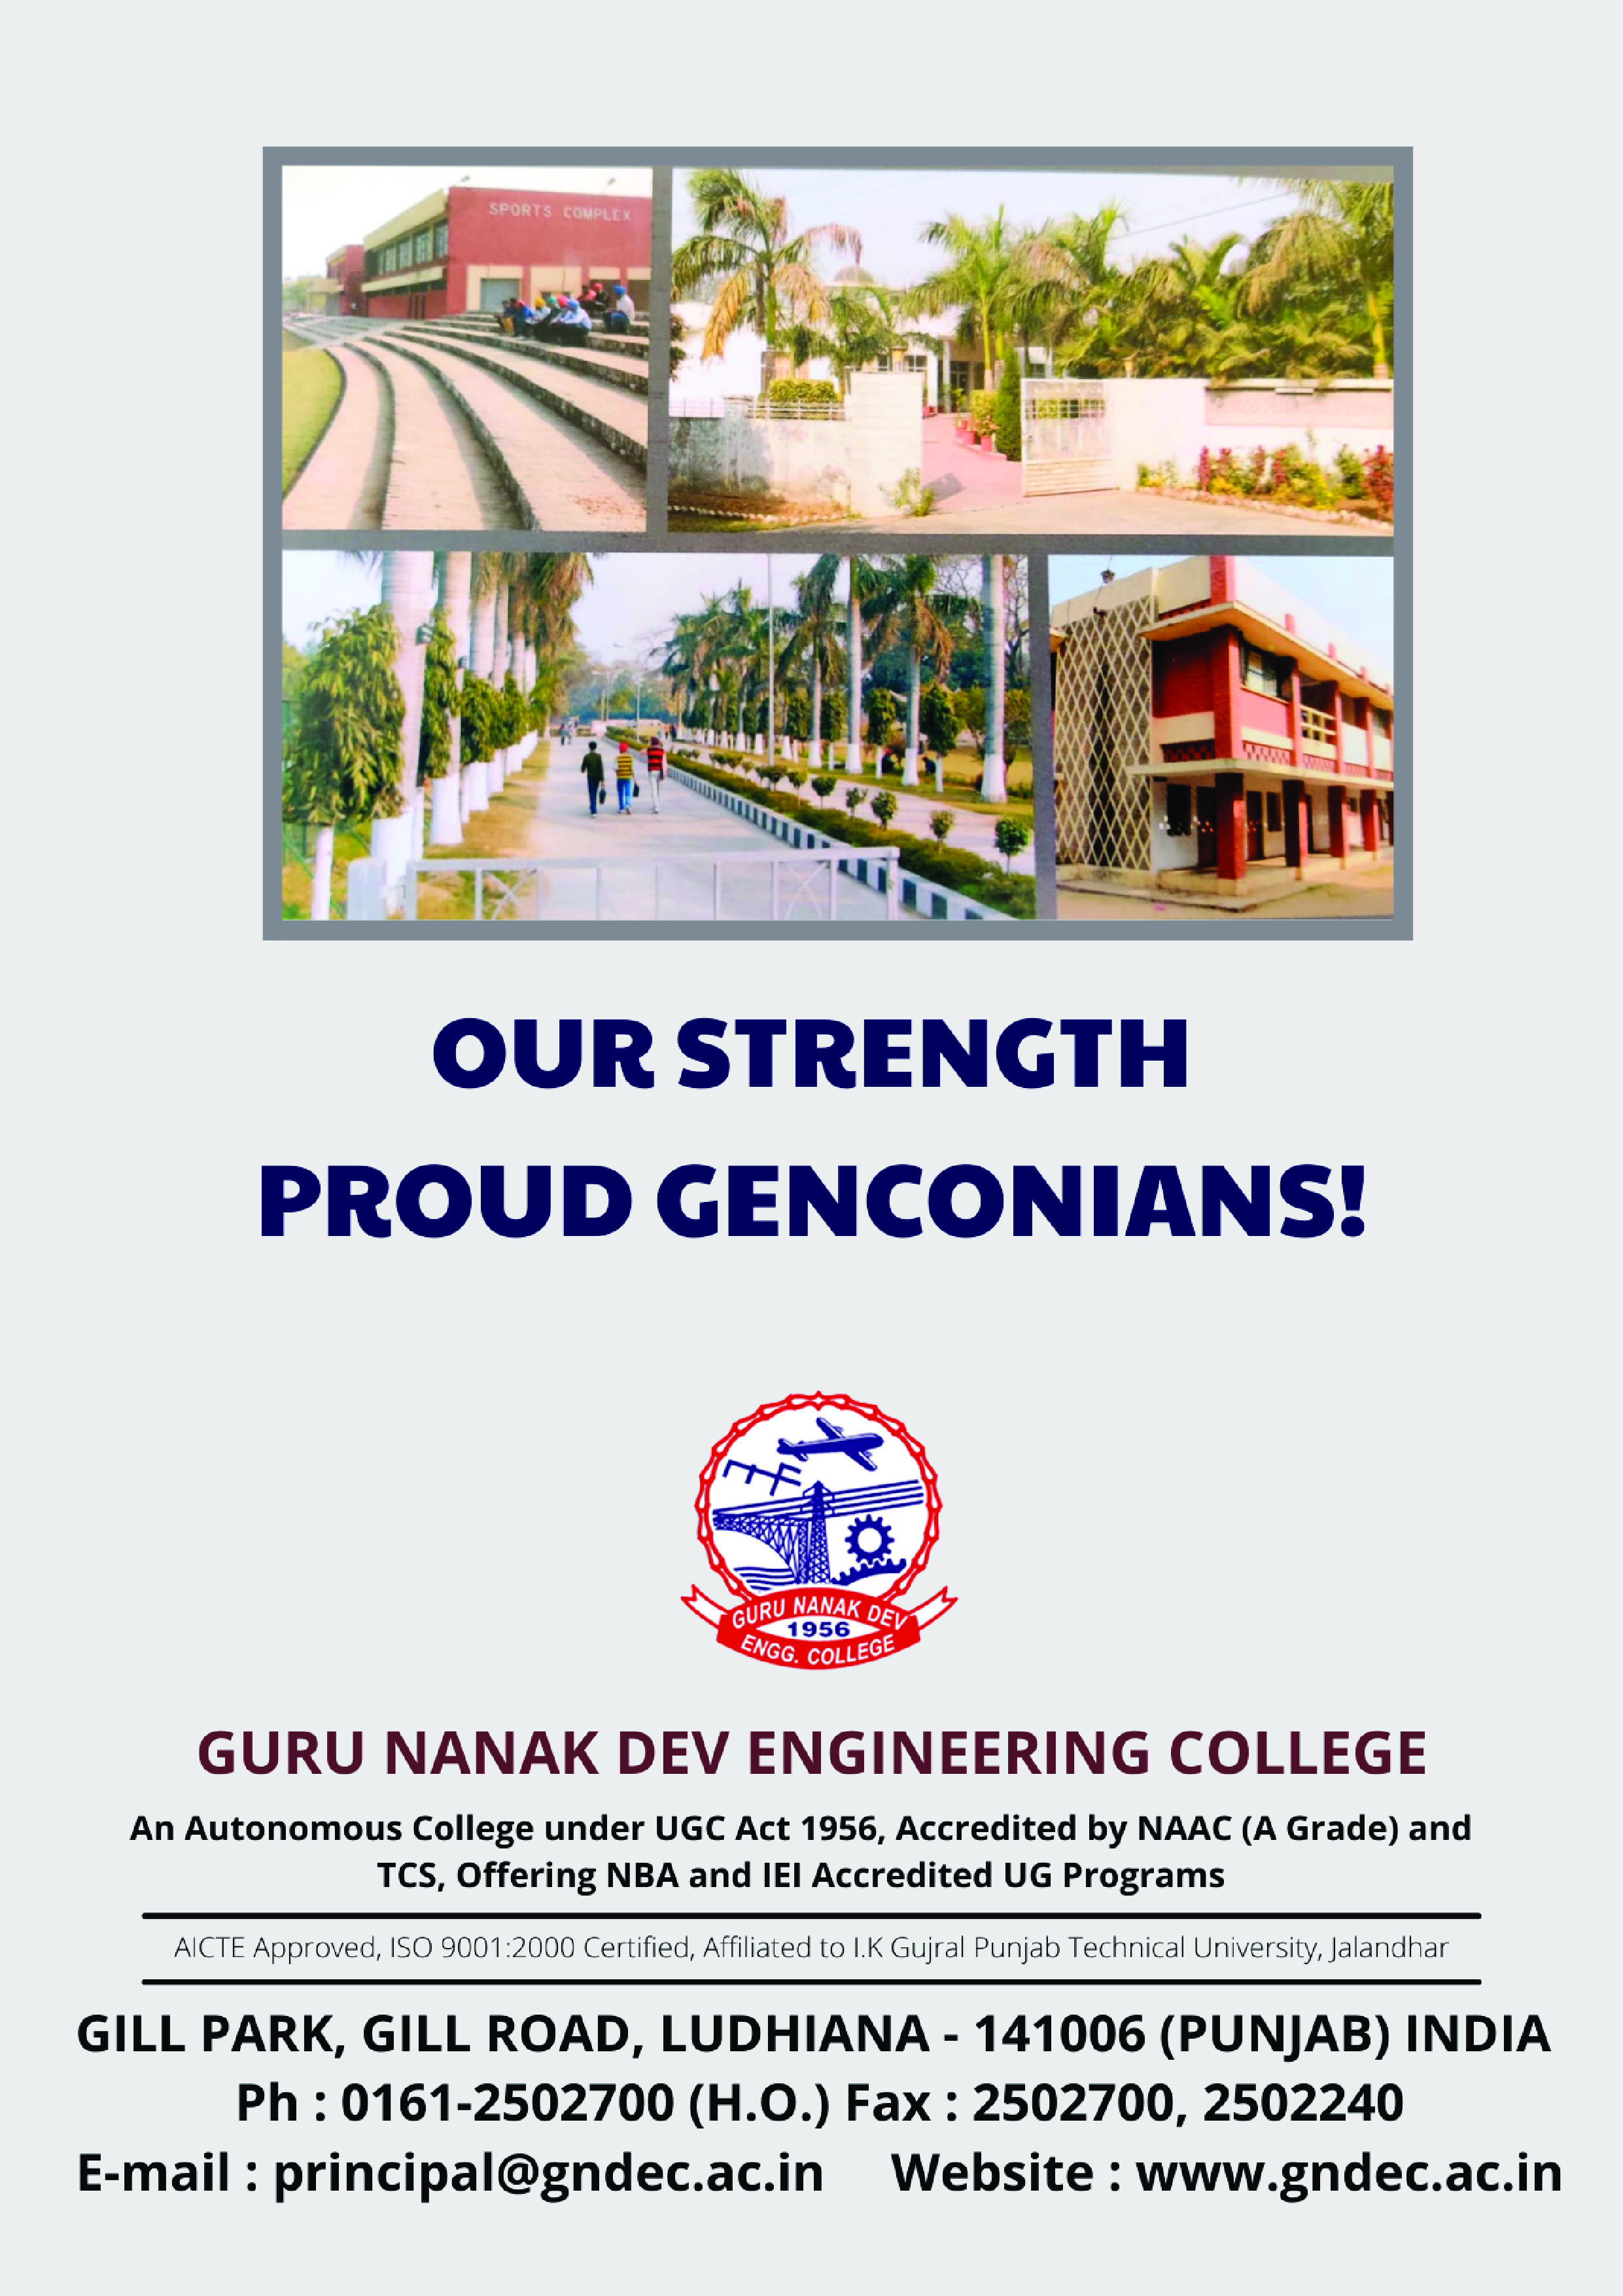 SPORTS COMPLEX
OUR STRENGTH
PROUD GENCONIANS!
GURU NANAK DEV
1956
ENGG. COLLEGE
GURU NANAK DEV ENGINEERING COLLEGE
An Autonomous College under UGC Act 1956, Accredited by NAAC (A Grade) and
TCS, Offering NBA and IEI Accredited UG Programs
AICTE Approved, ISO 9001:2000 Certified, Affiliated to I.K Gujral Punjab Technical University, Jalandhar
GILL PARK, GILL ROAD, LUDHIANA - 141006 (PUNJAB) INDIA
Ph : 0161-2502700 (H.O.) Fax : 2502700, 2502240
E-mail : principal@gndec.ac.in Website : www.gndec.ac.in